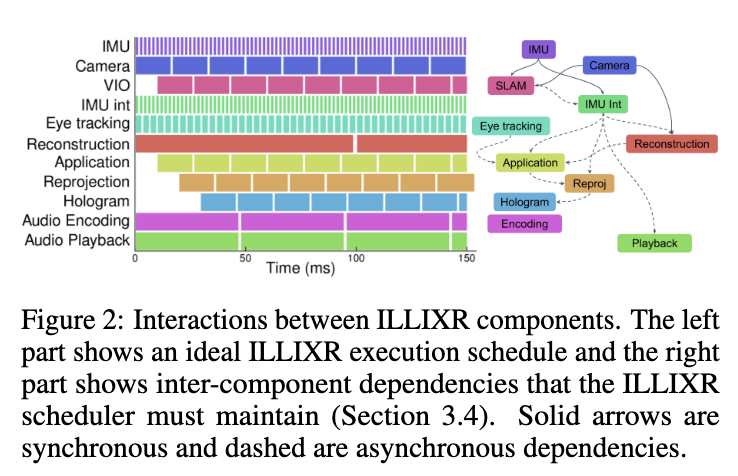 IMU
Camera
VIO
IMU int
Eye tracking
Reconstruction
Application
Reprojection
Hologram
Audio Encoding
Audio Playback
0 50 100 150
Time (ms)
IMU
Camera
SLAM
IMU Int
Eye tracking
Reconstruction
Application
Reproj
Hologram
Encoding
Playback
Figure 2: Interactions between ILLIXR components. The left
part shows an ideal ILLIXR execution schedule and the right
part shows inter-component dependencies that the ILLIXR
scheduler must maintain (Section 3.4). Solid arrows are
synchronous and dashed are asynchronous dependencies.